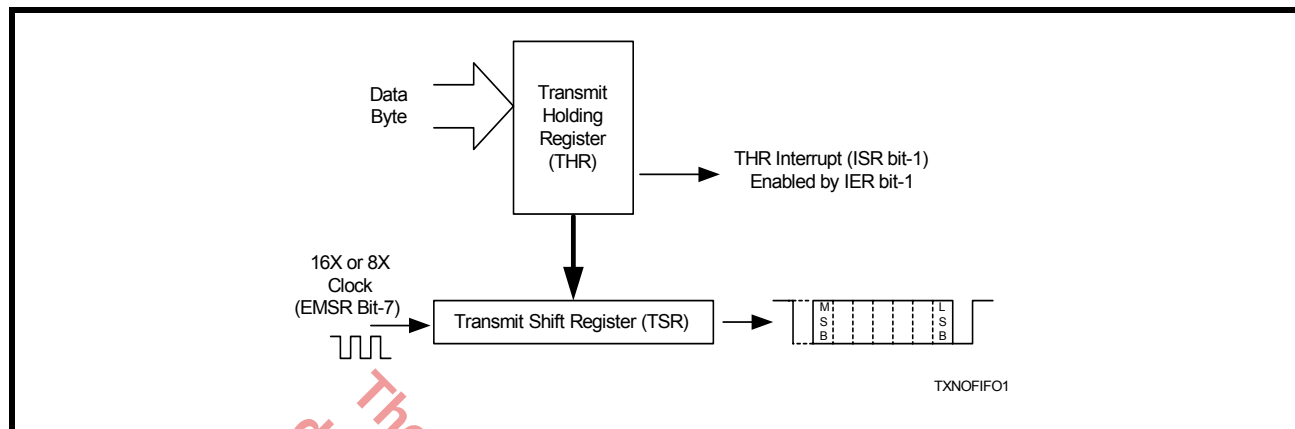 Data
Byte
Transmit
Holding
Register
(THR)
THR Interrupt (ISR bit-1)
Enabled by IER bit-1
16X or 8X
Clock
(EMSR Bit-7)
Transmit Shift Register (TSR)
M
S
B
L
S
B
TXNOFIFO1
The